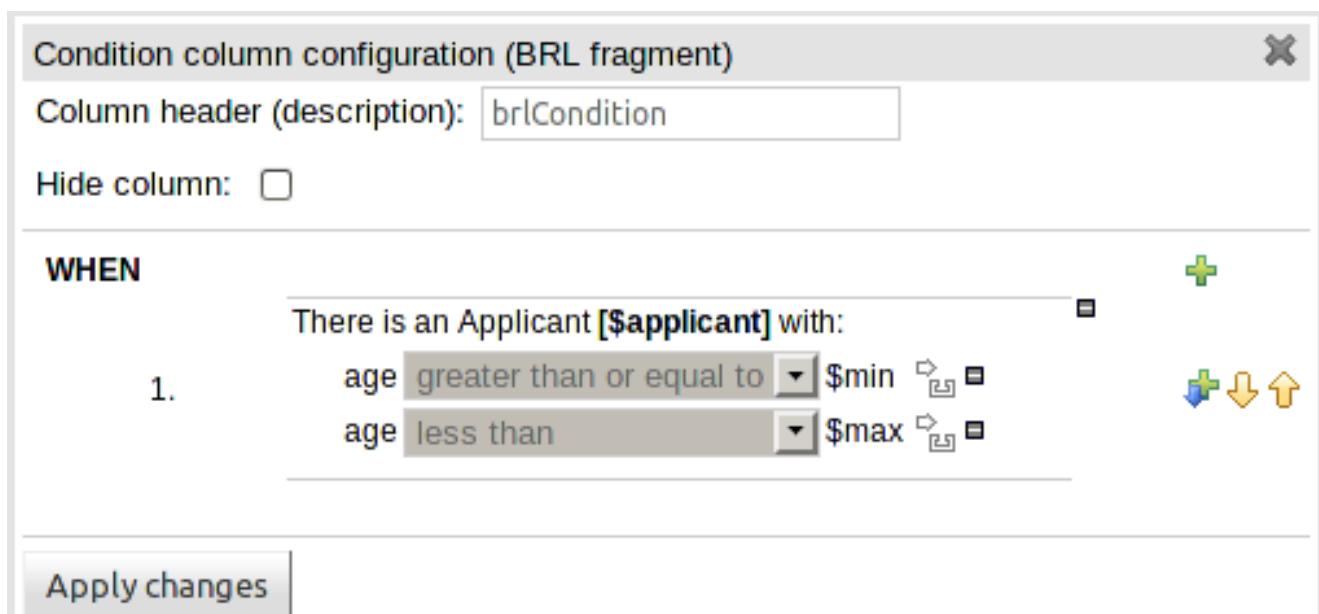 Condition column configuration (BRL fragment)
Column header (description): brlCondition
Hide column:
WHEN
There is an Applicant [$applicant] with:
1.
age greater than or equal to $min
age less than $max
Apply changes